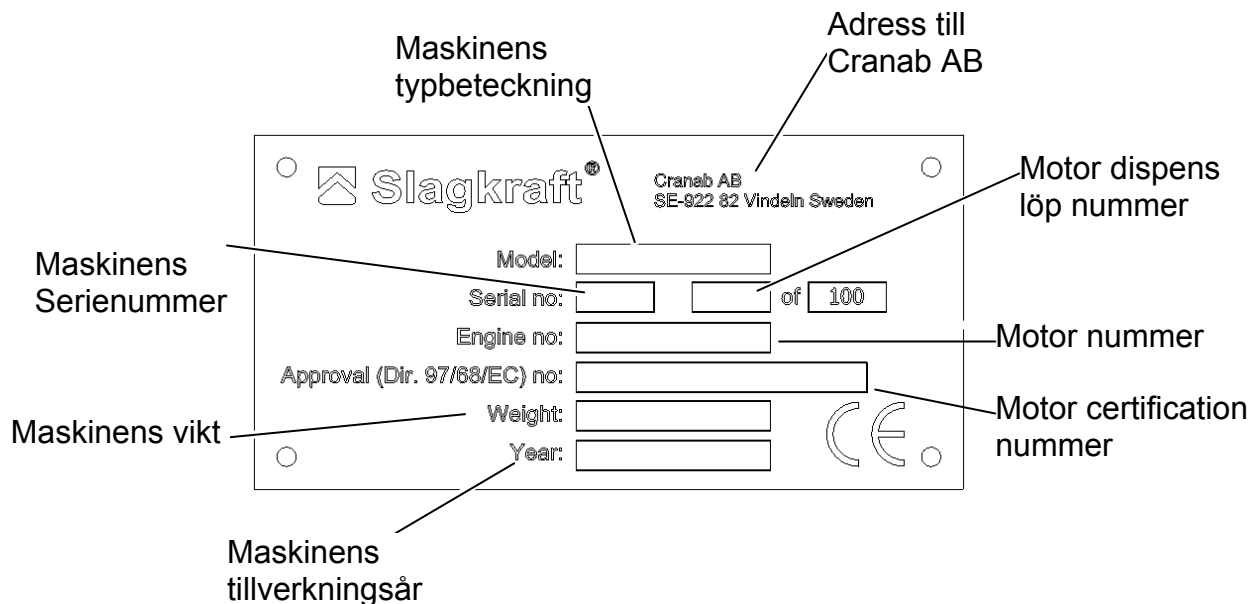 Adress till
Cranab AB
Maskinens
typbeteckning
Slagkraft®
Cranab AB
SE-922 82 Vindeln Sweden
Motor dispens
löp nummer
Maskinens
Serienummer
Model:
Serial no: of 100
Engine no:
Motor nummer
Approval (Dir. 97/68/EC) no:
Motor certification
nummer
Maskinens vikt
Weight:
Year:
CE
Maskinens
tillverkningsår